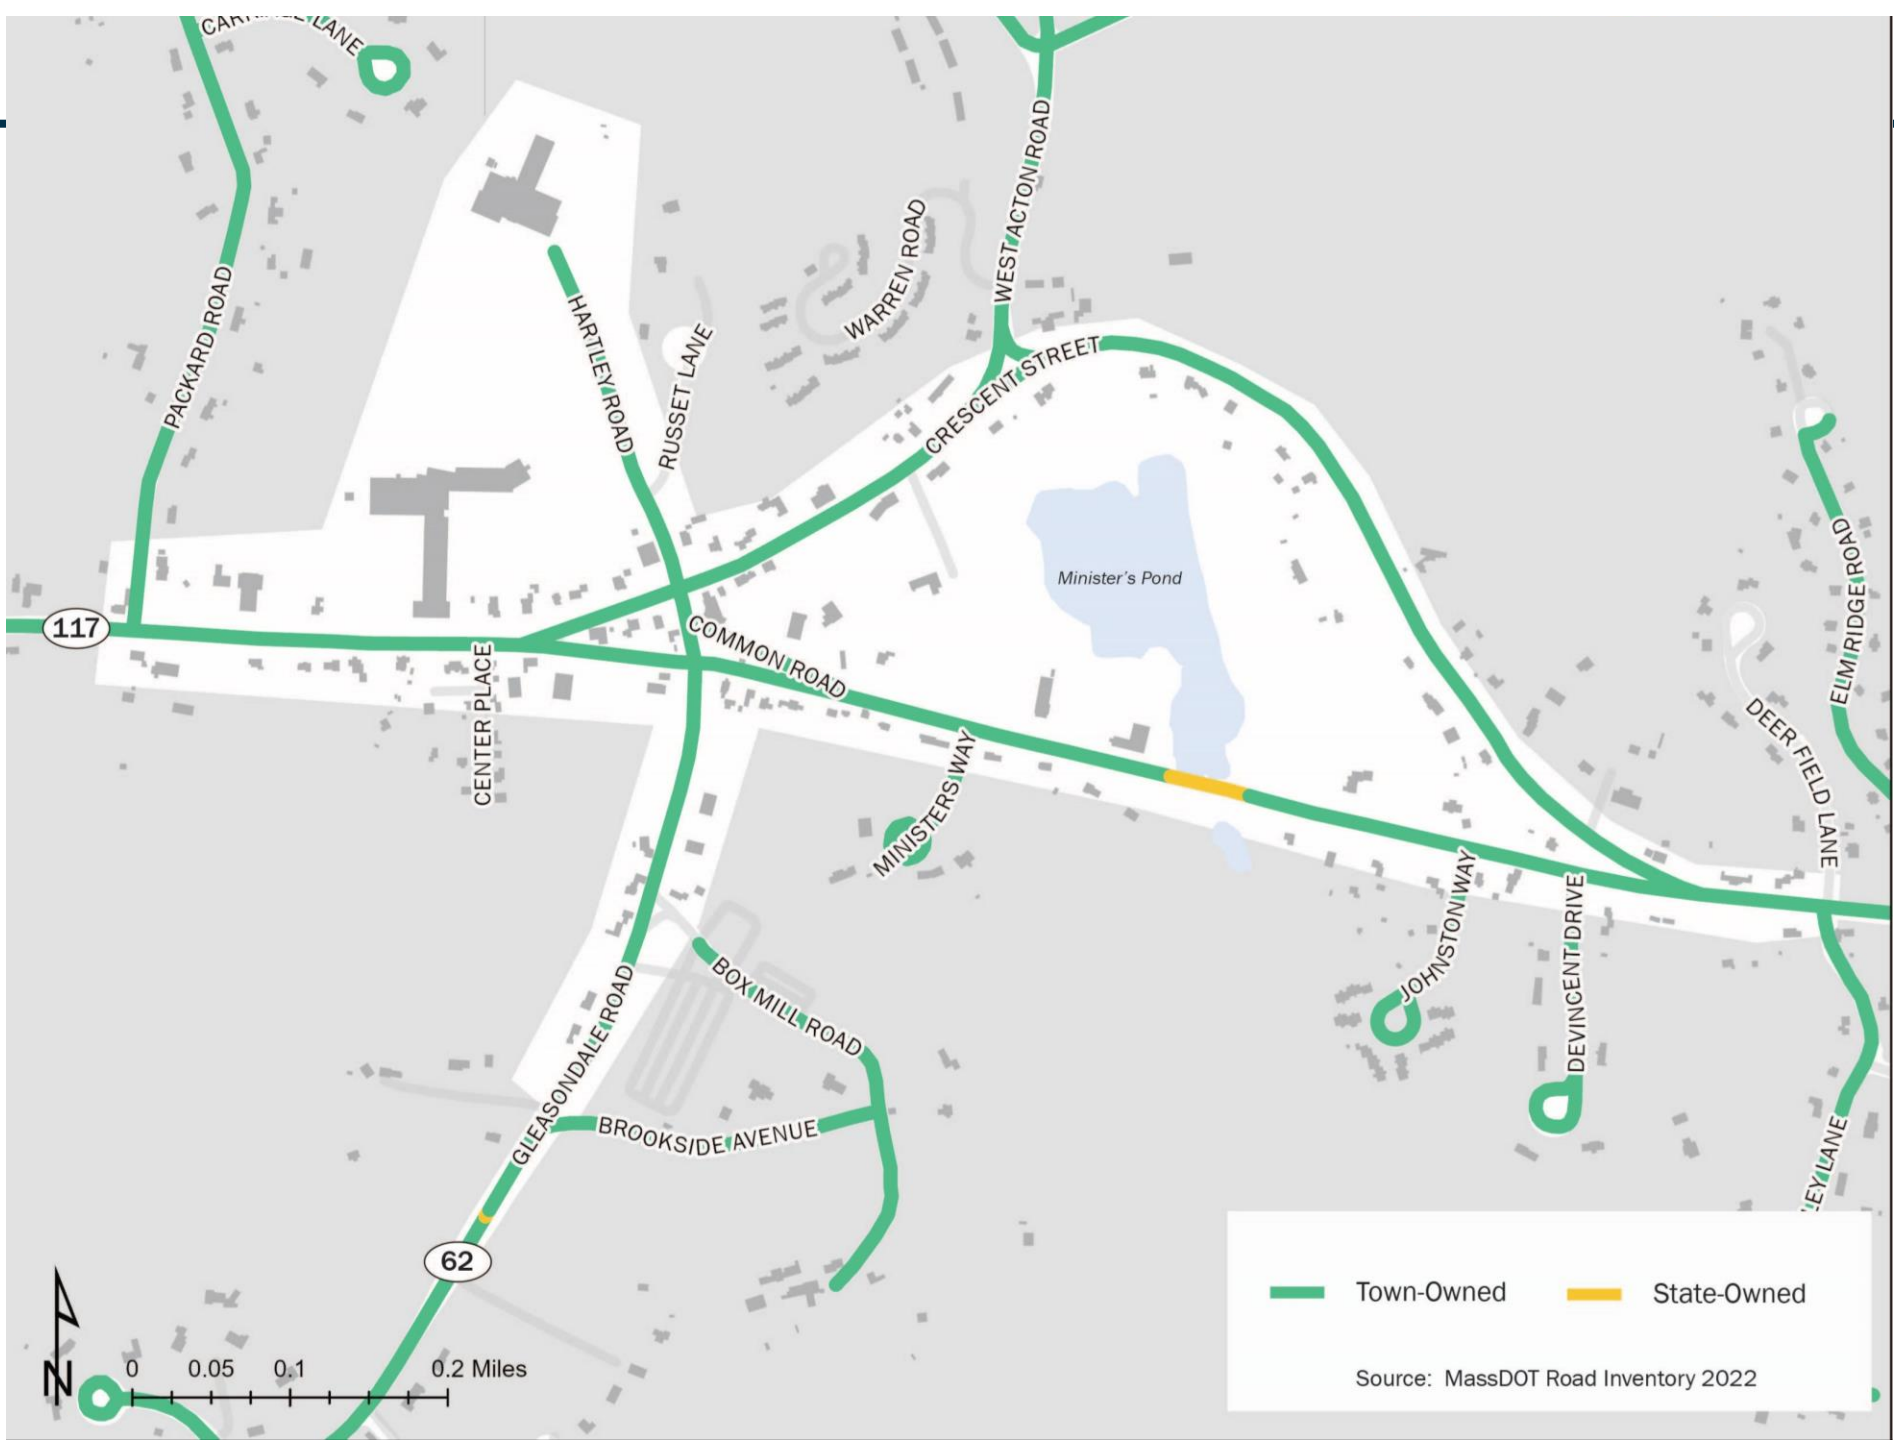 LANE
WEST ACTON ROAD
WARREN ROAD
PACKARD ROAD
HARTLEY ROAD
RUSSET LANE
CRESCENT STREET
Minister's Pond
ELM RIDGE ROAD
117
COMMON ROAD
CENTER PLACE
MINISTERS WAY
DEER FIELD LANE
JOHNSTON WAY
DEVINCENT DRIVE
BOX MILL ROAD
GLEASONDALE ROAD
BROOKSIDE AVENUE
LEY LANE
62
N
0 0.05 0.1 0.2 Miles
Town-Owned State-Owned
Source: MassDOT Road Inventory 2022